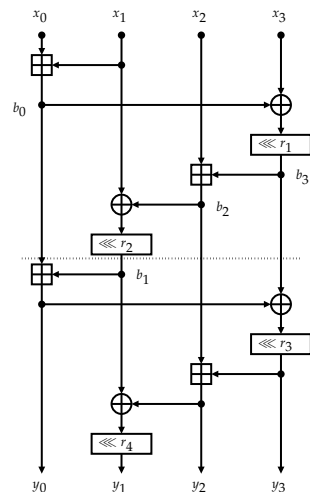 x₀ x₁ x₂ x₃
b₀
⋘ r₁
b₃
b₂
⋘ r₂
b₁
⋘ r₃
⋘ r₄
y₀ y₁ y₂ y₃